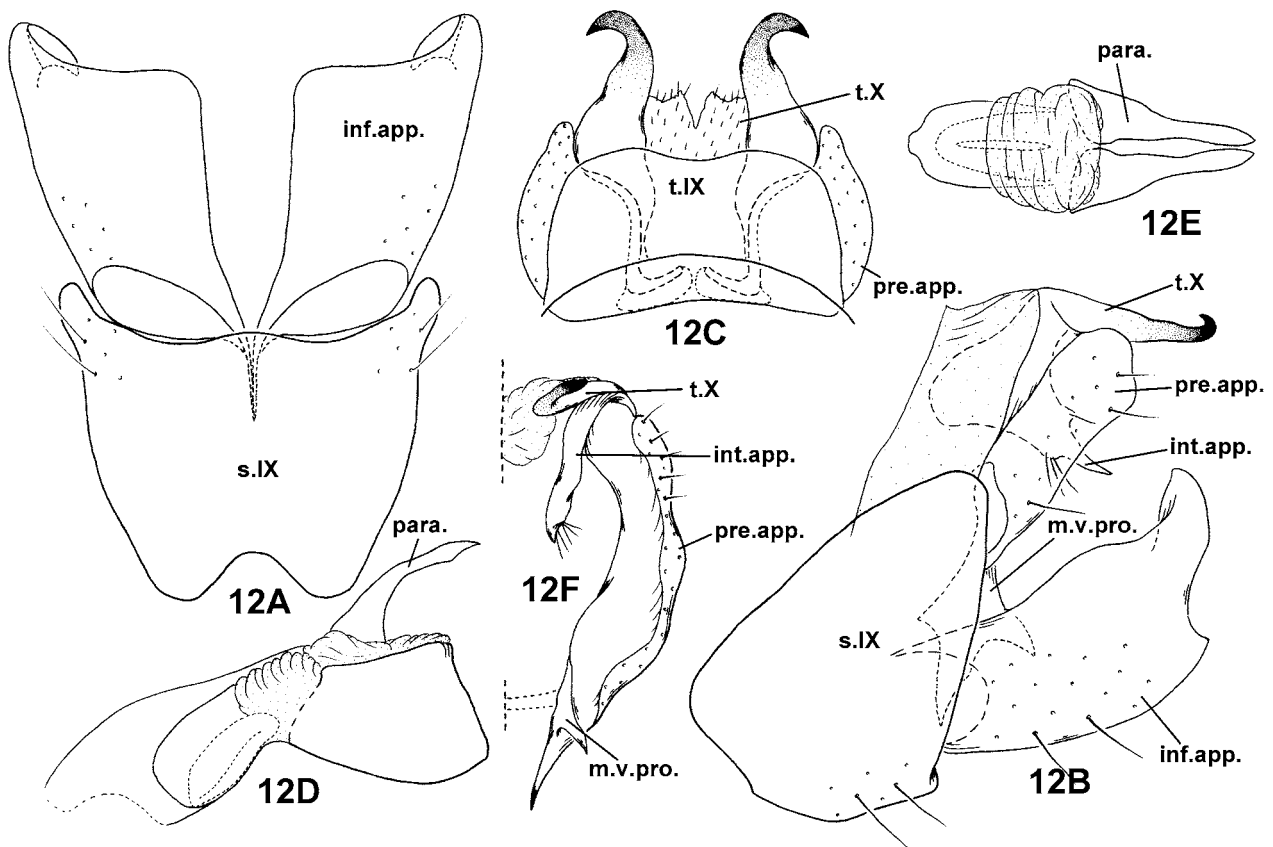 inf.app.
s.IX
12A
t.X
t.IX
pre.app.
12C
para.
12E
t.X
pre.app.
int.app.
m.v.pro.
s.IX
inf.app.
12B
para.
12D
t.X
int.app.
pre.app.
12F
m.v.pro.